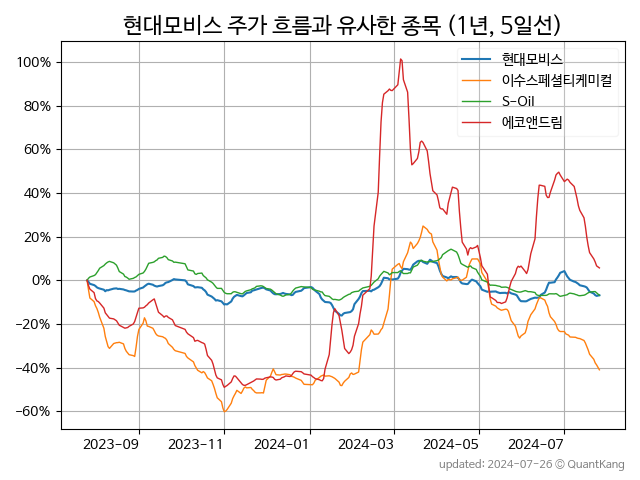 현대모비스 주가 흐름과 유사한 종목 (1년, 5일선)
현대모비스
이수스페셜티케미컬
S-Oil
에코앤드림
100%
80%
60%
40%
20%
0%
−20%
−40%
−60%
2023-09 2023-11 2024-01 2024-03 2024-05 2024-07
updated: 2024-07-26 © QuantKang